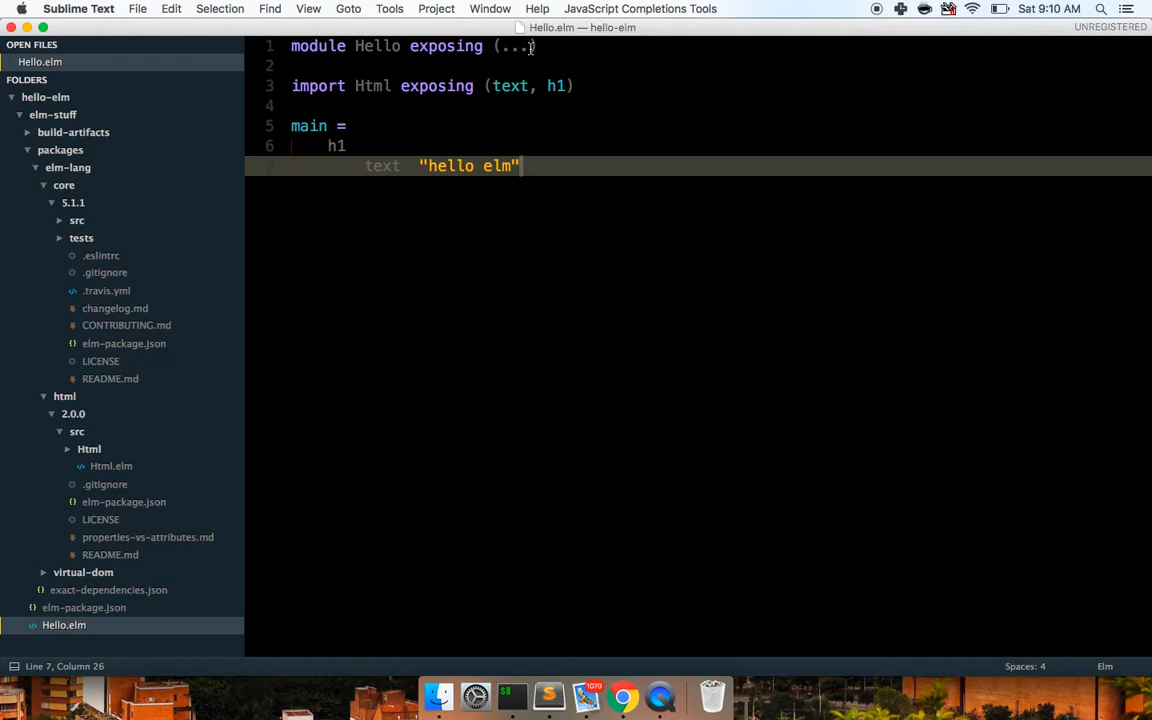 Sublime Text File Edit Selection Find View Goto Tools Project Window Help JavaScript Completions Tools Sat 9:10 AM
Hello.elm — hello-elm UNREGISTERED
OPEN FILES
Hello.elm
FOLDERS
hello-elm
elm-stuff
build-artifacts
packages
elm-lang
core
5.1.1
src
tests
.eslintrc
.gitignore
.travis.yml
changelog.md
CONTRIBUTING.md
elm-package.json
LICENSE
README.md
html
2.0.0
src
Html
Html.elm
.gitignore
elm-package.json
LICENSE
properties-vs-attributes.md
README.md
virtual-dom
exact-dependencies.json
elm-package.json
Hello.elm
1 module Hello exposing (...)
2
3 import Html exposing (text, h1)
4
5 main =
6 h1
7 text "hello elm"
Line 7, Column 26 Spaces: 4 Elm
1070